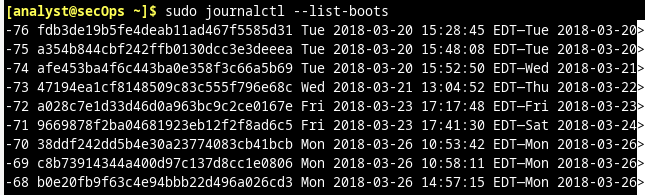 [analyst@secOps ~]$ sudo journalctl --list-boots
-76 fdb3de19b5fe4deab11ad467f5585d31 Tue 2018-03-20 15:28:45 EDT—Tue 2018-03-20>
-75 a354b844cbf242ffb0130dcc3e3deeea Tue 2018-03-20 15:48:08 EDT—Tue 2018-03-20>
-74 afe453ba4f6c443ba0e358f3c66a5b69 Tue 2018-03-20 15:52:50 EDT—Wed 2018-03-21>
-73 47194ea1cf8148509c83c555f796e68c Wed 2018-03-21 13:04:52 EDT—Thu 2018-03-22>
-72 a028c7e1d33d46d0a963bc9c2ce0167e Fri 2018-03-23 17:17:48 EDT—Fri 2018-03-23>
-71 9669878f2ba04681923eb12f2f8ad6c5 Fri 2018-03-23 17:41:30 EDT—Sat 2018-03-24>
-70 38ddf242dd5b4e30a23774083cb41bcb Mon 2018-03-26 10:53:42 EDT—Mon 2018-03-26>
-69 c8b73914344a400d97c137d8cc1e0806 Mon 2018-03-26 10:58:11 EDT—Mon 2018-03-26>
-68 b0e20fb9f63c4e94bbb22d496a026cd3 Mon 2018-03-26 14:57:15 EDT—Mon 2018-03-26>